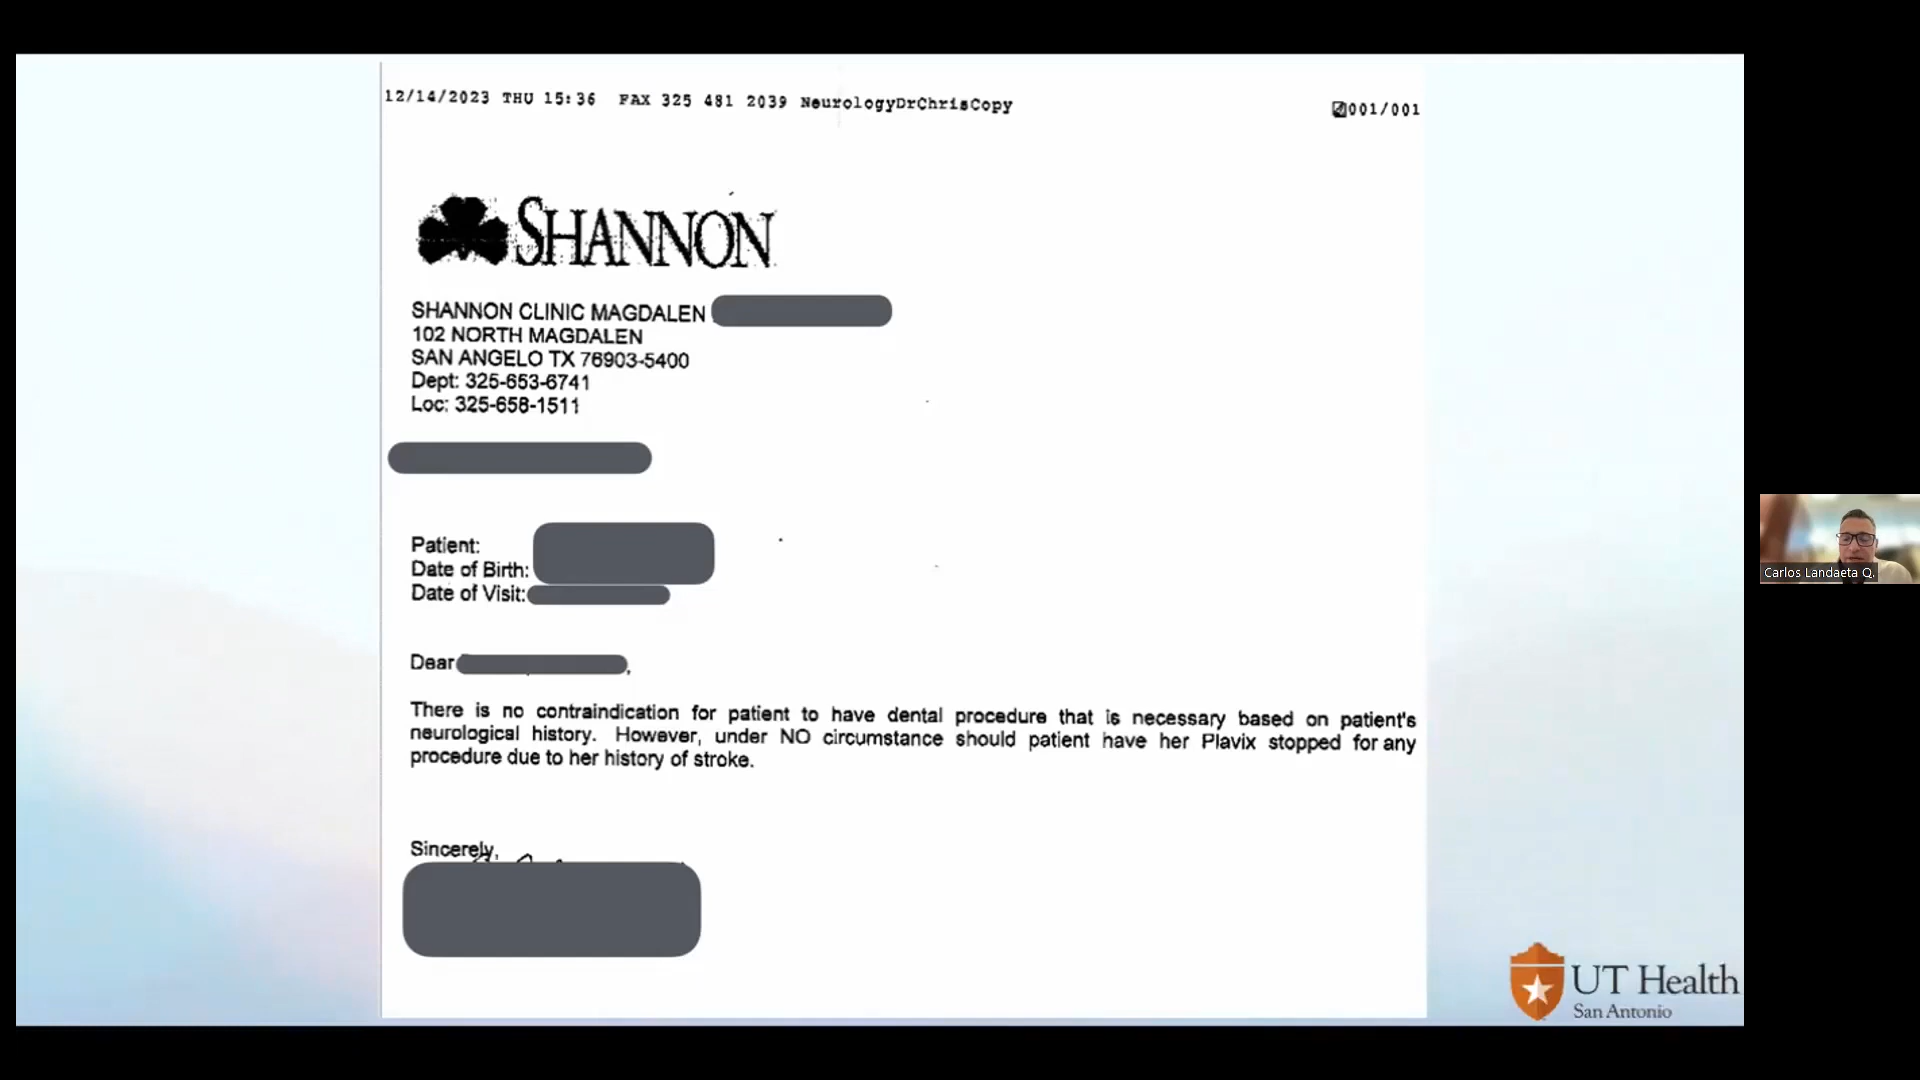 12/14/2023 THU 15:36 FAX 325 481 2039 NeurologyDrChrisCopy 001/001
SHANNON
SHANNON CLINIC MAGDALEN
102 NORTH MAGDALEN
SAN ANGELO TX 76903-5400
Dept: 325-653-6741
Loc: 325-658-1511
Patient:
Date of Birth:
Date of Visit:
Dear ,
There is no contraindication for patient to have dental procedure that is necessary based on patient's
neurological history. However, under NO circumstance should patient have her Plavix stopped for any
procedure due to her history of stroke.
Sincerely,
UT Health
San Antonio
Carlos Landaeta Q.